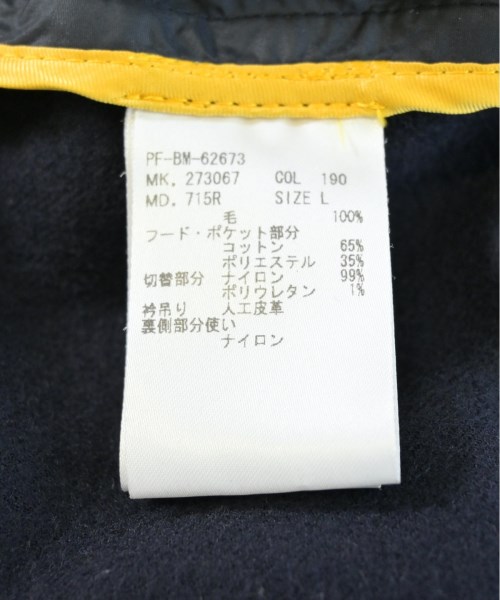 PF-BM-62673
MK. 273067 COL 190
MD. 715R SIZE L
毛 100%
フード・ポケット部分
コットン 65%
ポリエステル 35%
切替部分 ナイロン 99%
ポリウレタン 1%
衿吊り 人工皮革
裏側部分使い
ナイロン